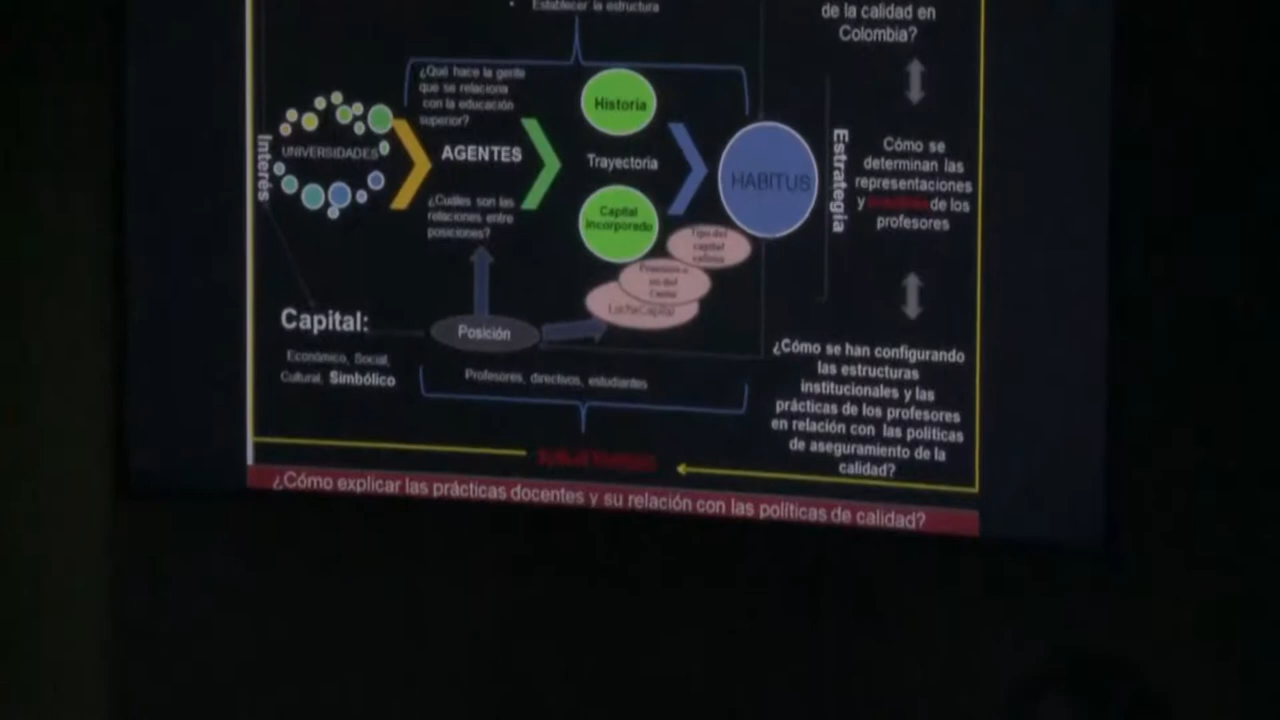 Establecer la estructura
de la calidad en
Colombia?
¿Qué hace la gente
que se relaciona
con la educación
superior?
Historia
Interés
UNIVERSIDADES
AGENTES
Trayectoria
HABITUS
Estrategia
Cómo se
determinan las
representaciones
y de los
profesores
¿Cuáles son las
relaciones entre
posiciones?
Capital
Incorporado
Tipo del
capital
Capital:
Posición
Económico, Social,
Cultural, Simbólico
Profesores, directivos, estudiantes
¿Cómo se han configurando
las estructuras
institucionales y las
prácticas de los profesores
en relación con las políticas
de aseguramiento de la
calidad?
¿Cómo explicar las prácticas docentes y su relación con las políticas de calidad?